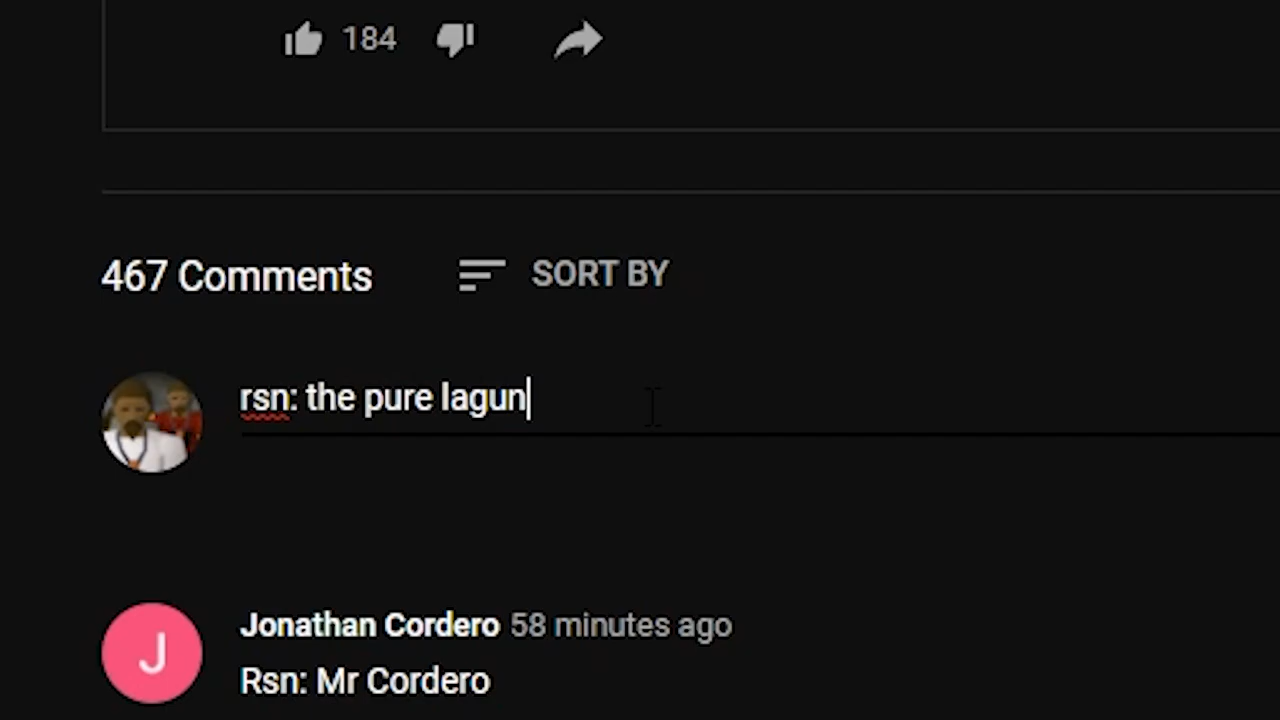 184
467 Comments
SORT BY
rsn: the pure lagun
J
Jonathan Cordero 58 minutes ago
Rsn: Mr Cordero